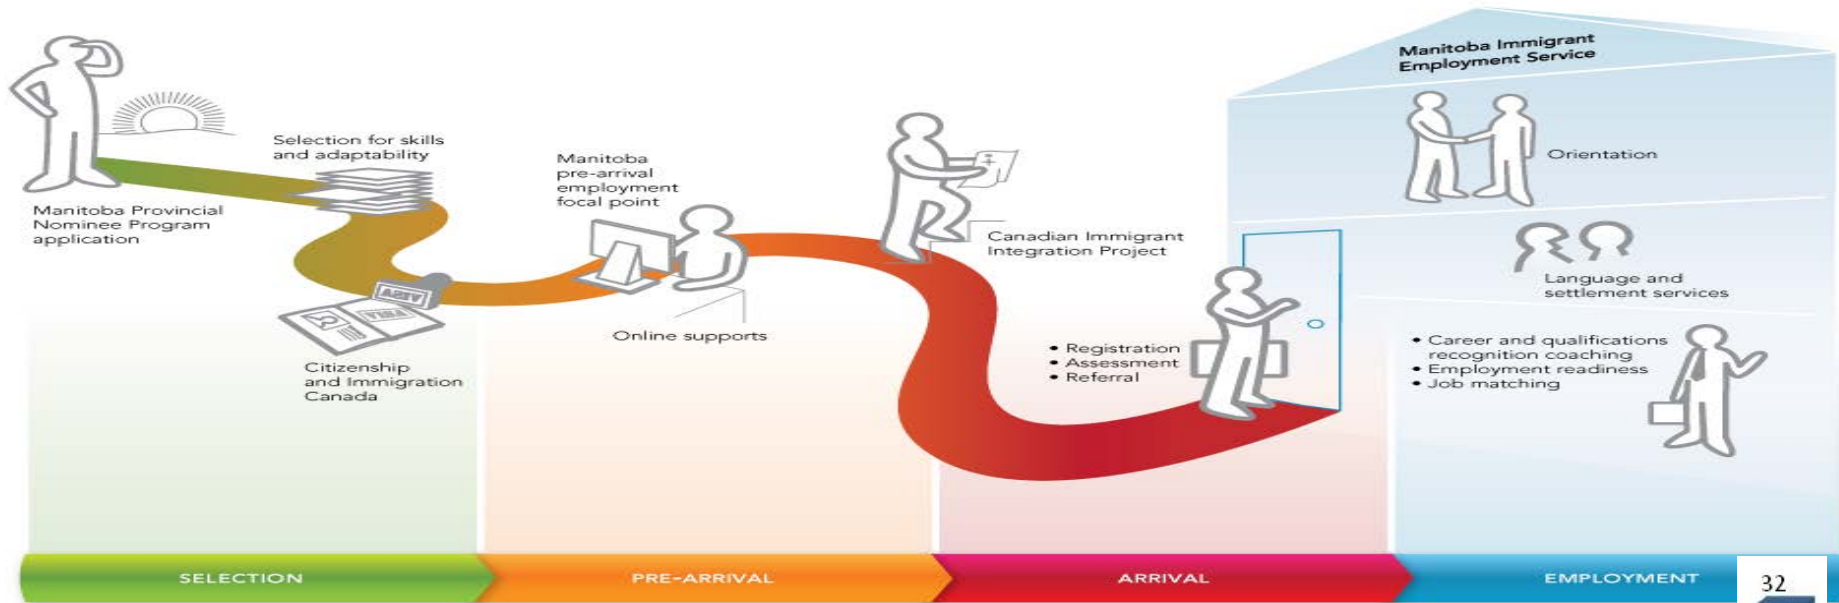 Manitoba Provincial
Nominee Program
application
Selection for skills
and adaptability
VISA
VISA
Citizenship
and Immigration
Canada
Manitoba
pre-arrival
employment
focal point
Online supports
Canadian Immigrant
Integration Project
• Registration
• Assessment
• Referral
Manitoba Immigrant
Employment Service
Orientation
Language and
settlement services
• Career and qualifications
recognition coaching
• Employment readiness
• Job matching
SELECTION
PRE-ARRIVAL
ARRIVAL
EMPLOYMENT
32